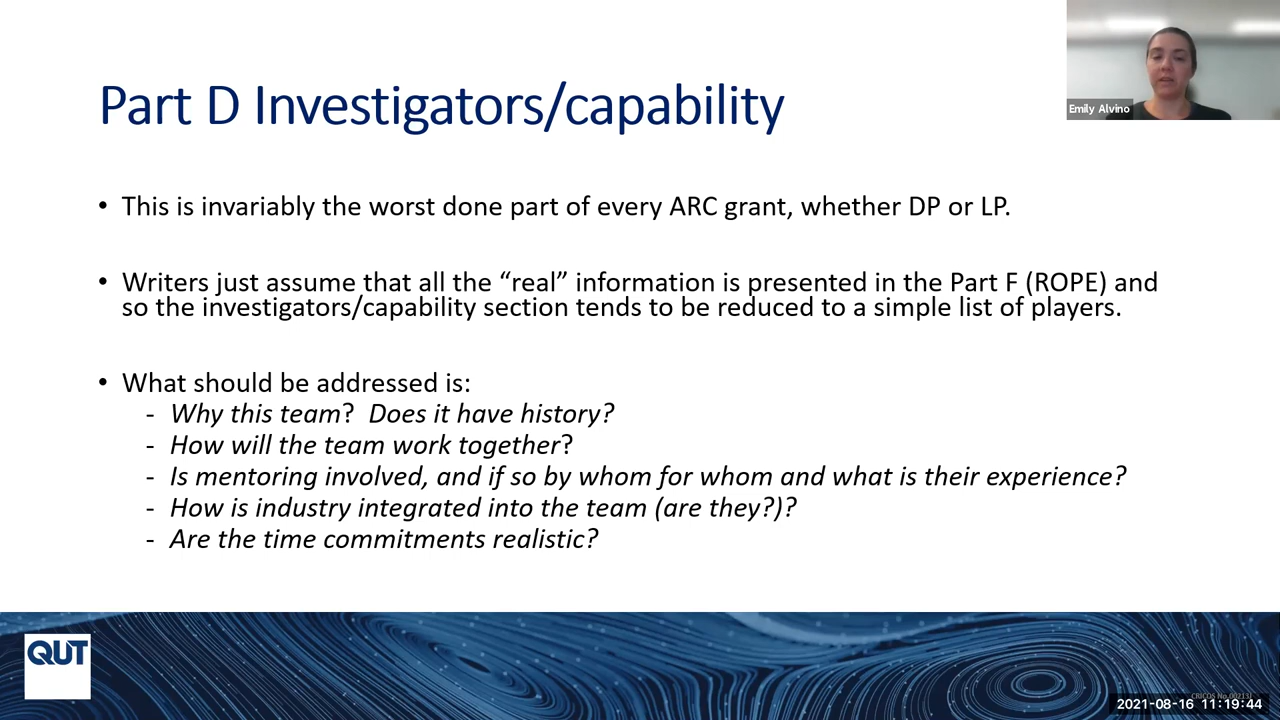 Part D Investigators/capability
Emily Alvino
• This is invariably the worst done part of every ARC grant, whether DP or LP.
• Writers just assume that all the “real” information is presented in the Part F (ROPE) and
so the investigators/capability section tends to be reduced to a simple list of players.
• What should be addressed is:
- Why this team? Does it have history?
- How will the team work together?
- Is mentoring involved, and if so by whom for whom and what is their experience?
- How is industry integrated into the team (are they?)?
- Are the time commitments realistic?
QUT
2021-08-16 11:19:44